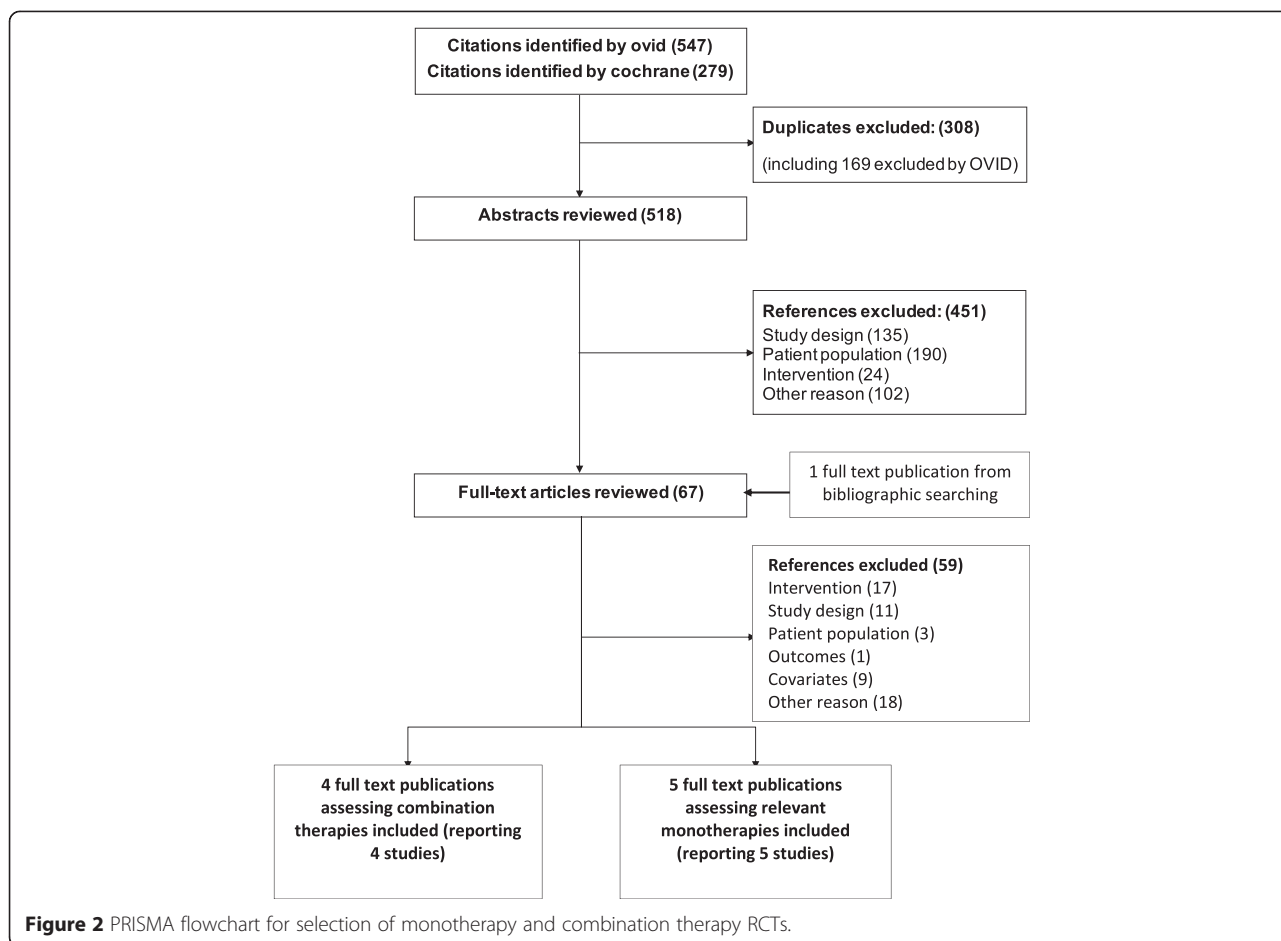 Citations identified by ovid (547)
Citations identified by cochrane (279)
Duplicates excluded: (308)
(including 169 excluded by OVID)
Abstracts reviewed (518)
References excluded: (451)
Study design (135)
Patient population (190)
Intervention (24)
Other reason (102)
Full-text articles reviewed (67)
1 full text publication from
bibliographic searching
References excluded (59)
Intervention (17)
Study design (11)
Patient population (3)
Outcomes (1)
Covariates (9)
Other reason (18)
4 full text publications
assessing combination
therapies included (reporting
4 studies)
5 full text publications
assessing relevant
monotherapies included
(reporting 5 studies)
Figure 2 PRISMA flowchart for selection of monotherapy and combination therapy RCTs.